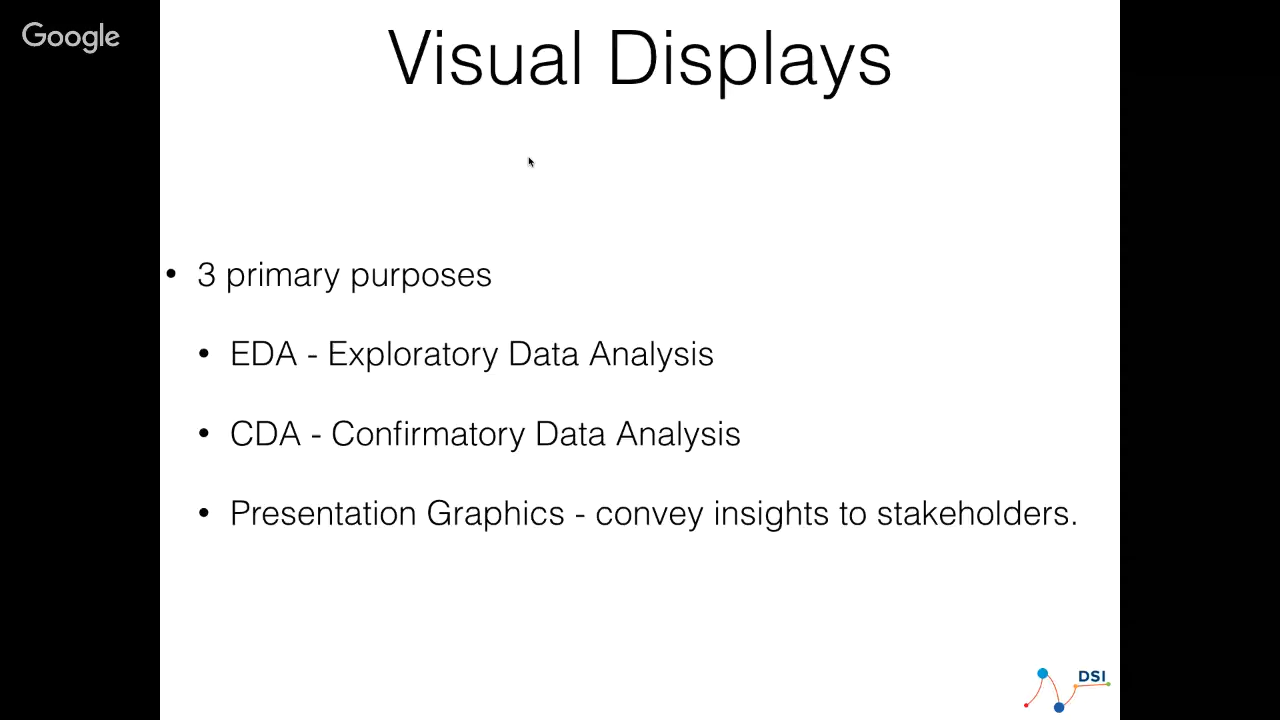 Google
Visual Displays
• 3 primary purposes
• EDA - Exploratory Data Analysis
• CDA - Confirmatory Data Analysis
• Presentation Graphics - convey insights to stakeholders.
DSI